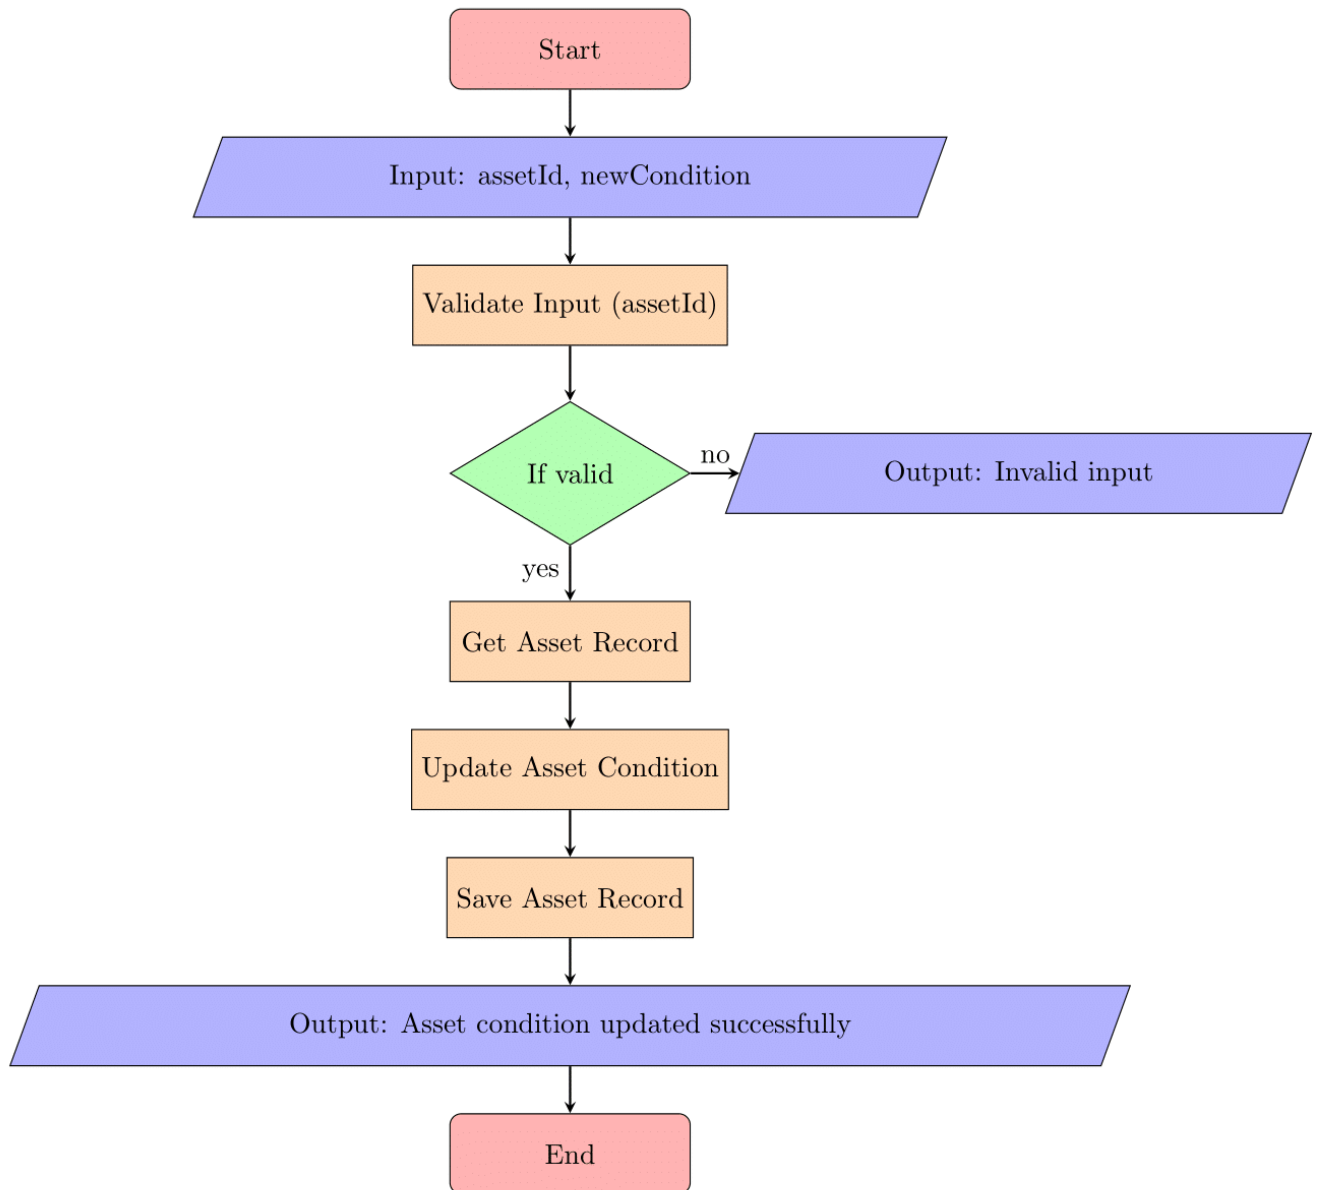 Start
Input: assetId, newCondition
Validate Input (assetId)
If valid
no
Output: Invalid input
yes
Get Asset Record
Update Asset Condition
Save Asset Record
Output: Asset condition updated successfully
End